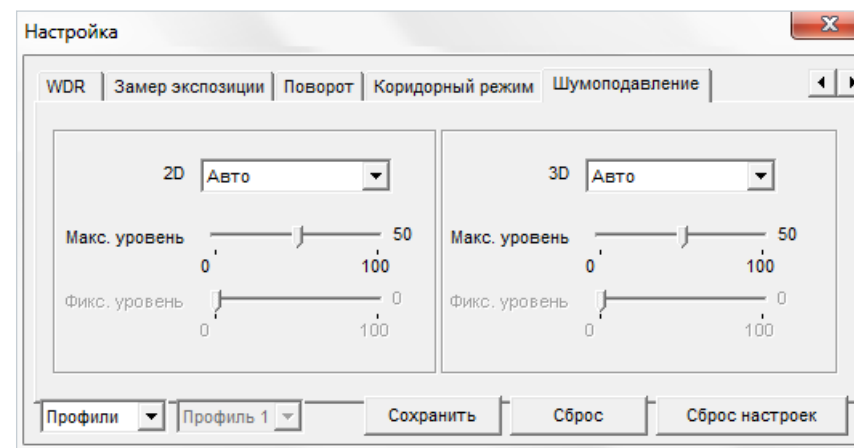 Настройка
WDR Замер экспозиции Поворот Коридорный режим Шумоподавление
2D Авто 3D Авто
Макс. уровень 50 Макс. уровень 50
0 100 0 100
Фикс. уровень 0 Фикс. уровень 0
0 100 0 100
Профили Профиль 1 Сохранить Сброс Сброс настроек